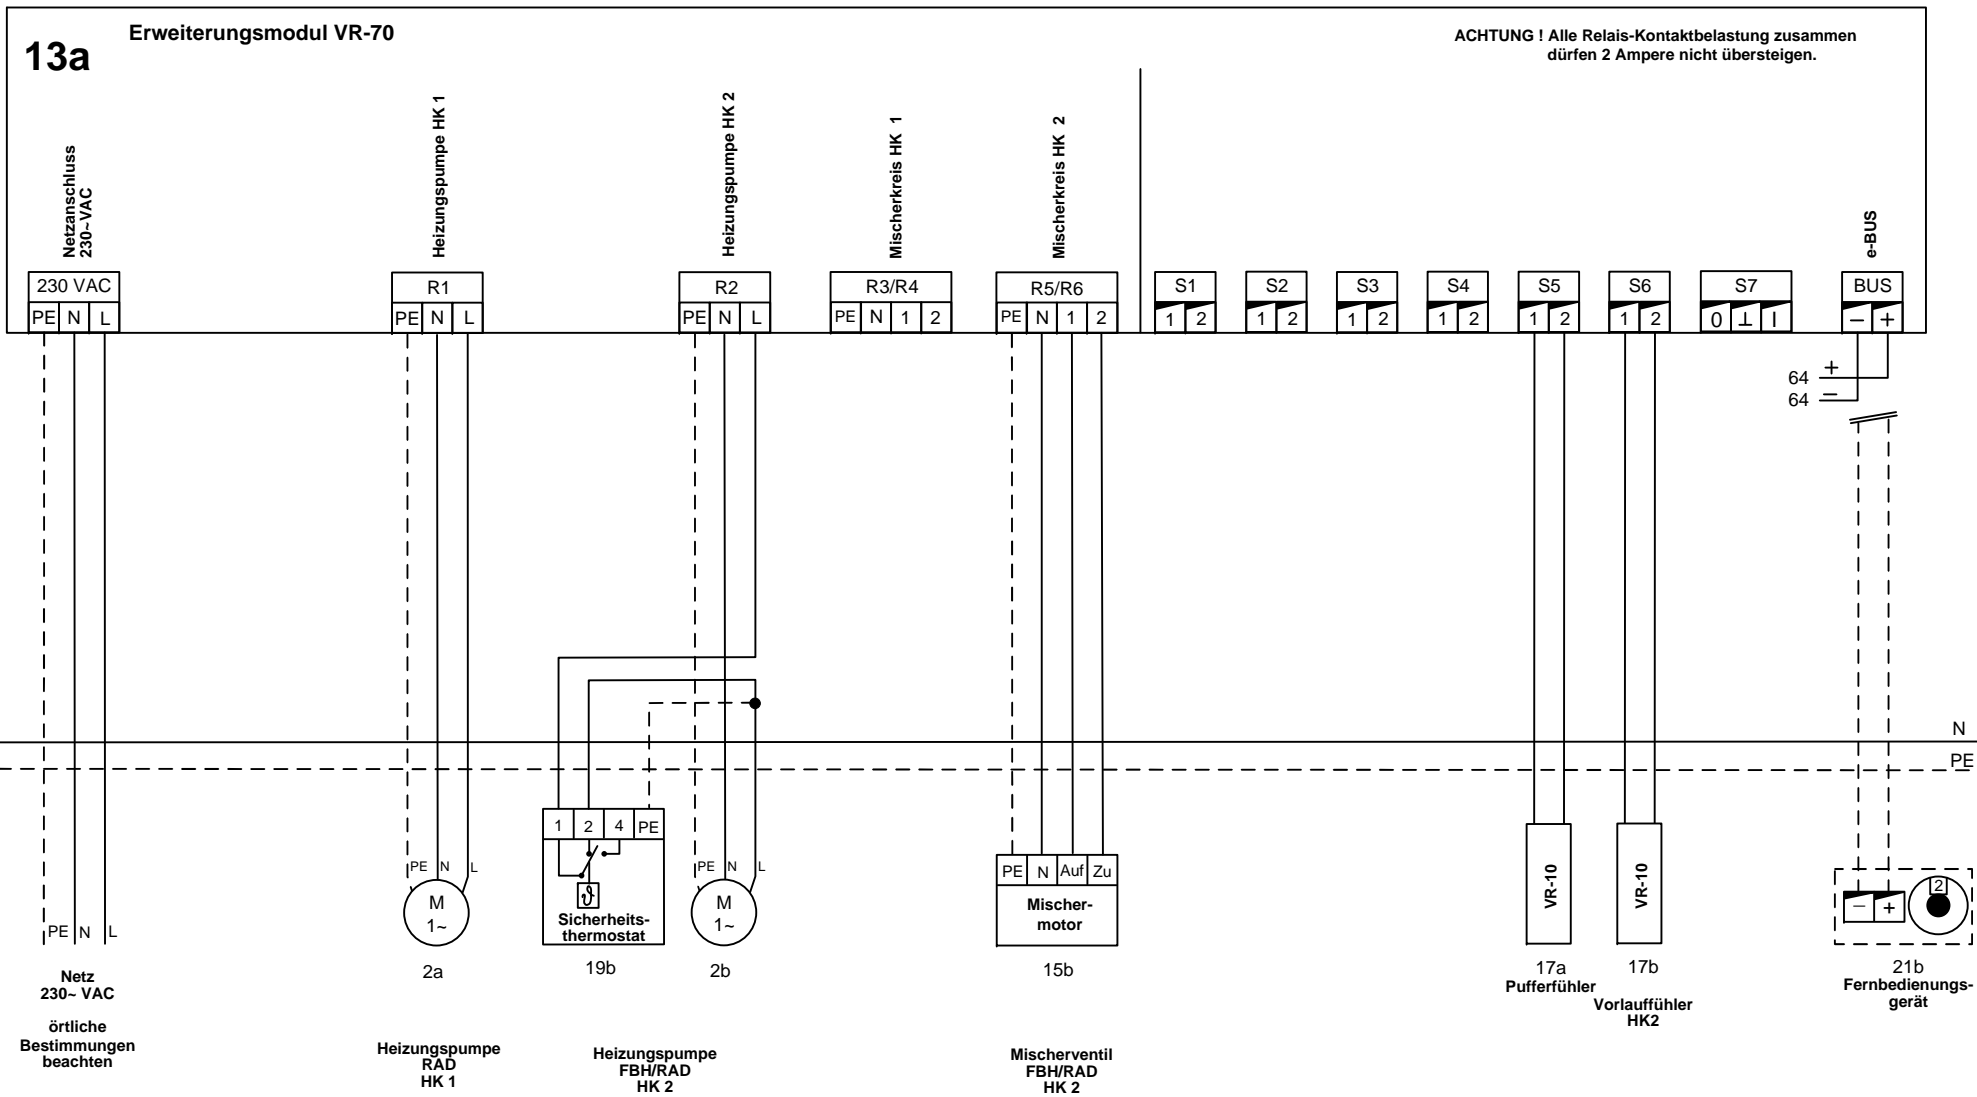 13a
Erweiterungsmodul VR-70
ACHTUNG ! Alle Relais-Kontaktbelastung zusammen
dürfen 2 Ampere nicht übersteigen.
Netzanschluss
230~VAC
Heizungspumpe HK 1
Heizungspumpe HK 2
Mischerkreis HK 1
Mischerkreis HK 2
e-BUS
230 VAC
PE N L
R1
PE N L
R2
PE N L
R3/R4
PE N 1 2
R5/R6
PE N 1 2
S1
1 2
S2
1 2
S3
1 2
S4
1 2
S5
1 2
S6
1 2
S7
0 ⊥ I
BUS
− +
64 +
64 −
N
PE
PE N L
Netz
230~ VAC
örtliche
Bestimmungen
beachten
PE N L
M
1~
2a
Heizungspumpe
RAD
HK 1
1 2 4 PE
ϑ
Sicherheits-
thermostat
19b
PE N L
M
1~
2b
Heizungspumpe
FBH/RAD
HK 2
PE N Auf Zu
Mischer-
motor
15b
Mischerventil
FBH/RAD
HK 2
VR-10
17a
Pufferfühler
VR-10
17b
Vorlauffühler
HK2
− +
2
21b
Fernbedienungs-
gerät